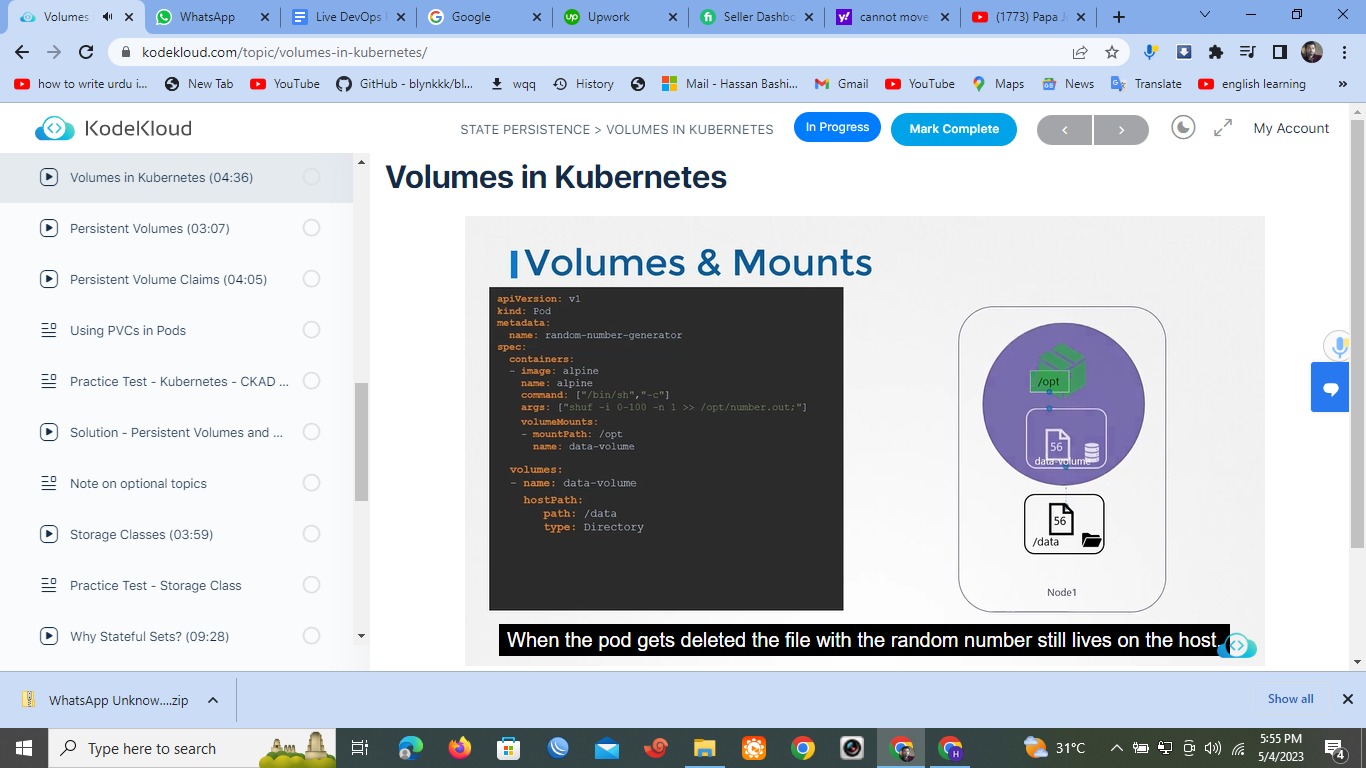 Volumes
WhatsApp
Live DevOps
Google
Upwork
Seller Dashbo
cannot move
(1773) Papa J
kodekloud.com/topic/volumes-in-kubernetes/
how to write urdu i...
New Tab
YouTube
GitHub - blynkkk/bl...
wqq
History
Mail - Hassan Bashi...
Gmail
YouTube
Maps
News
Translate
english learning
»
KodeKloud
STATE PERSISTENCE > VOLUMES IN KUBERNETES
In Progress
Mark Complete
My Account
Volumes in Kubernetes (04:36)
Persistent Volumes (03:07)
Persistent Volume Claims (04:05)
Using PVCs in Pods
Practice Test - Kubernetes - CKAD ...
Solution - Persistent Volumes and ...
Note on optional topics
Storage Classes (03:59)
Practice Test - Storage Class
Why Stateful Sets? (09:28)
Volumes in Kubernetes
Volumes & Mounts
apiVersion: v1
kind: Pod
metadata:
  name: random-number-generator
spec:
  containers:
  - image: alpine
    name: alpine
    command: ["/bin/sh","-c"]
    args: ["shuf -i 0-100 -n 1 >> /opt/number.out;"]
    volumeMounts:
    - mountPath: /opt
      name: data-volume
  volumes:
  - name: data-volume
    hostPath:
      path: /data
      type: Directory
/opt
56
data-volume
56
/data
Node1
When the pod gets deleted the file with the random number still lives on the host.
WhatsApp Unknow....zip
Show all
Type here to search
H
31°C
5:55 PM
5/4/2023
4